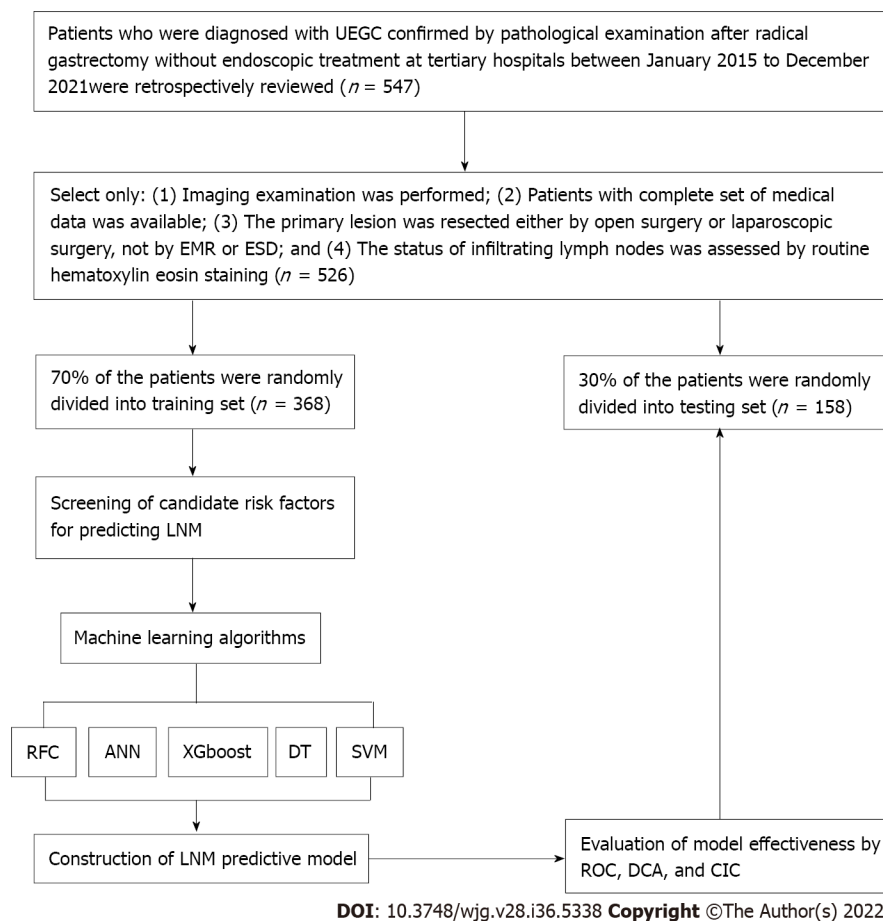 Patients who were diagnosed with UEGC confirmed by pathological examination after radical
gastrectomy without endoscopic treatment at tertiary hospitals between January 2015 to December
2021were retrospectively reviewed (n = 547)
Select only: (1) Imaging examination was performed; (2) Patients with complete set of medical
data was available; (3) The primary lesion was resected either by open surgery or laparoscopic
surgery, not by EMR or ESD; and (4) The status of infiltrating lymph nodes was assessed by routine
hematoxylin eosin staining (n = 526)
70% of the patients were randomly
divided into training set (n = 368)
30% of the patients were randomly
divided into testing set (n = 158)
Screening of candidate risk factors
for predicting LNM
Machine learning algorithms
RFC
ANN
XGboost
DT
SVM
Construction of LNM predictive model
Evaluation of model effectiveness by
ROC, DCA, and CIC
DOI: 10.3748/wjg.v28.i36.5338 Copyright ©The Author(s) 2022